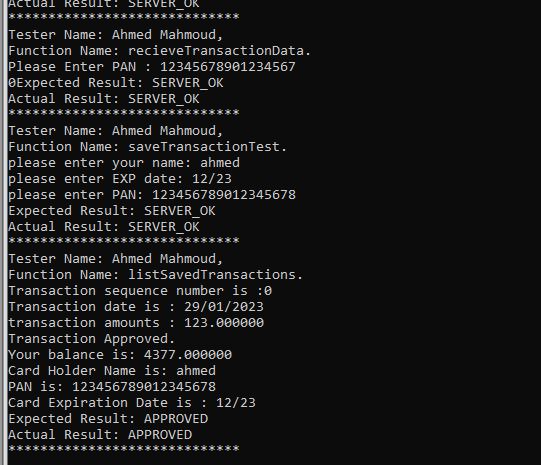 Actual Result: SERVER_OK
*****************************
Tester Name: Ahmed Mahmoud,
Function Name: recieveTransactionData.
Please Enter PAN : 12345678901234567
0Expected Result: SERVER_OK
Actual Result: SERVER_OK
*****************************
Tester Name: Ahmed Mahmoud,
Function Name: saveTransactionTest.
please enter your name: ahmed
please enter EXP date: 12/23
please enter PAN: 123456789012345678
Expected Result: SERVER_OK
Actual Result: SERVER_OK
*****************************
Tester Name: Ahmed Mahmoud,
Function Name: listSavedTransactions.
Transaction sequence number is :0
Transaction date is : 29/01/2023
transaction amounts : 123.000000
Transaction Approved.
Your balance is: 4377.000000
Card Holder Name is: ahmed
PAN is: 123456789012345678
Card Expiration Date is : 12/23
Expected Result: APPROVED
Actual Result: APPROVED
*****************************